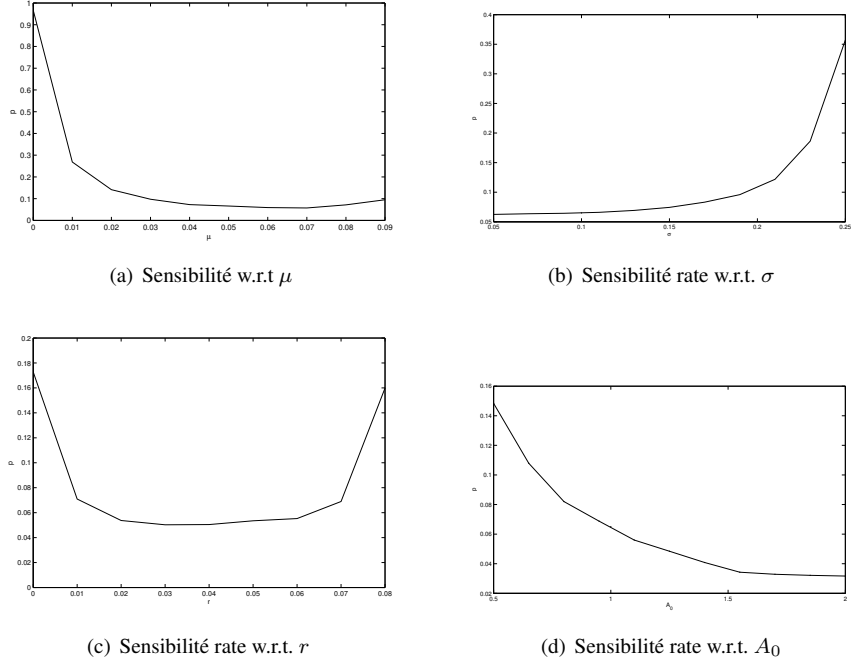 1
0.9
0.8
0.7
0.6
0.5
0.4
0.3
0.2
0.1
0
p
0 0.01 0.02 0.03 0.04 0.05 0.06 0.07 0.08 0.09
μ
(a) Sensibilité w.r.t μ
0.4
0.35
0.3
0.25
0.2
0.15
0.1
0.05
p
0.05 0.1 0.15 0.2 0.25
σ
(b) Sensibilité rate w.r.t. σ
0.2
0.18
0.16
0.14
0.12
0.1
0.08
0.06
0.04
0.02
0
p
0 0.01 0.02 0.03 0.04 0.05 0.06 0.07 0.08
r
(c) Sensibilité rate w.r.t. r
0.16
0.14
0.12
0.1
0.08
0.06
0.04
0.02
p
0.5 1 1.5 2
A₀
(d) Sensibilité rate w.r.t. A₀